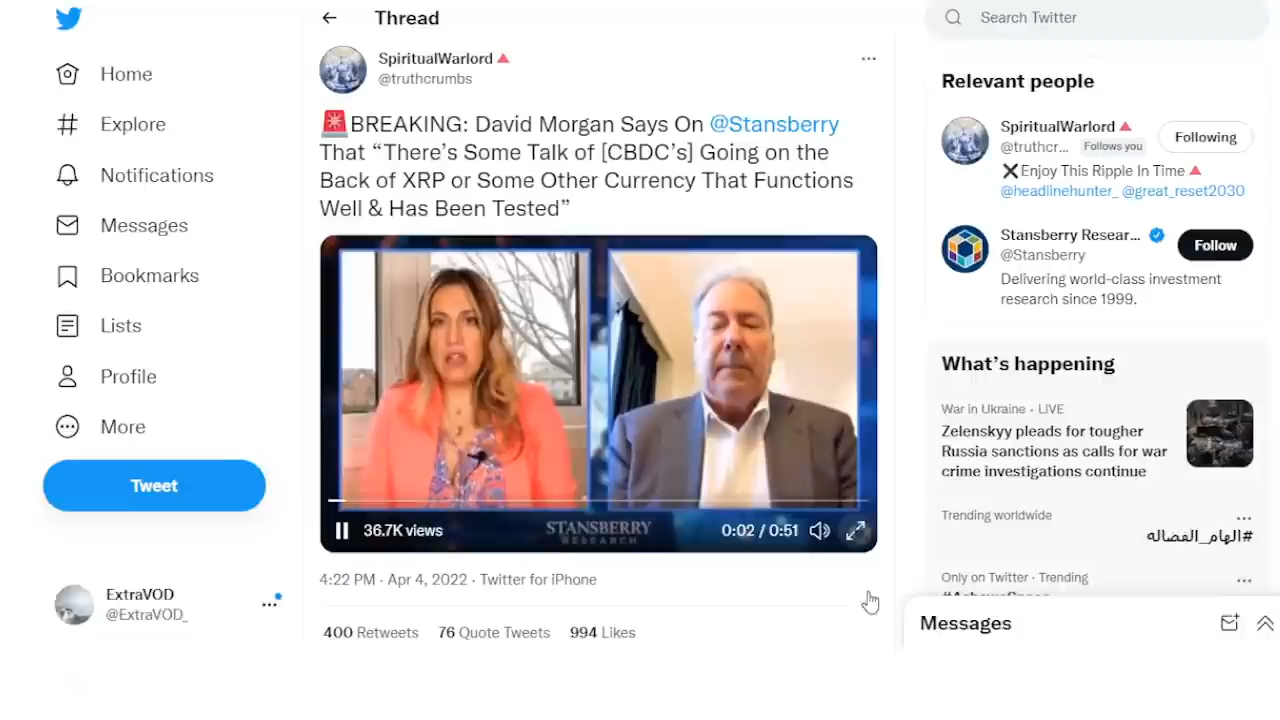 Home
Explore
Notifications
Messages
Bookmarks
Lists
Profile
More
Tweet
ExtraVOD
@ExtraVOD_
Thread
SpiritualWarlord
@truthcrumbs
BREAKING: David Morgan Says On @Stansberry
That “There’s Some Talk of [CBDC’s] Going on the
Back of XRP or Some Other Currency That Functions
Well & Has Been Tested”
36.7K views
STANSBERRY
RESEARCH
0:02 / 0:51
4:22 PM · Apr 4, 2022 · Twitter for iPhone
400 Retweets 76 Quote Tweets 994 Likes
Search Twitter
Relevant people
SpiritualWarlord
@truthcr... Follows you
Following
Enjoy This Ripple In Time
@headlinehunter_ @great_reset2030
Stansberry Resear...
@Stansberry
Follow
Delivering world-class investment
research since 1999.
What’s happening
War in Ukraine · LIVE
Zelenskyy pleads for tougher
Russia sanctions as calls for war
crime investigations continue
Trending worldwide
#الهام_الفضاله
Only on Twitter · Trending
Messages